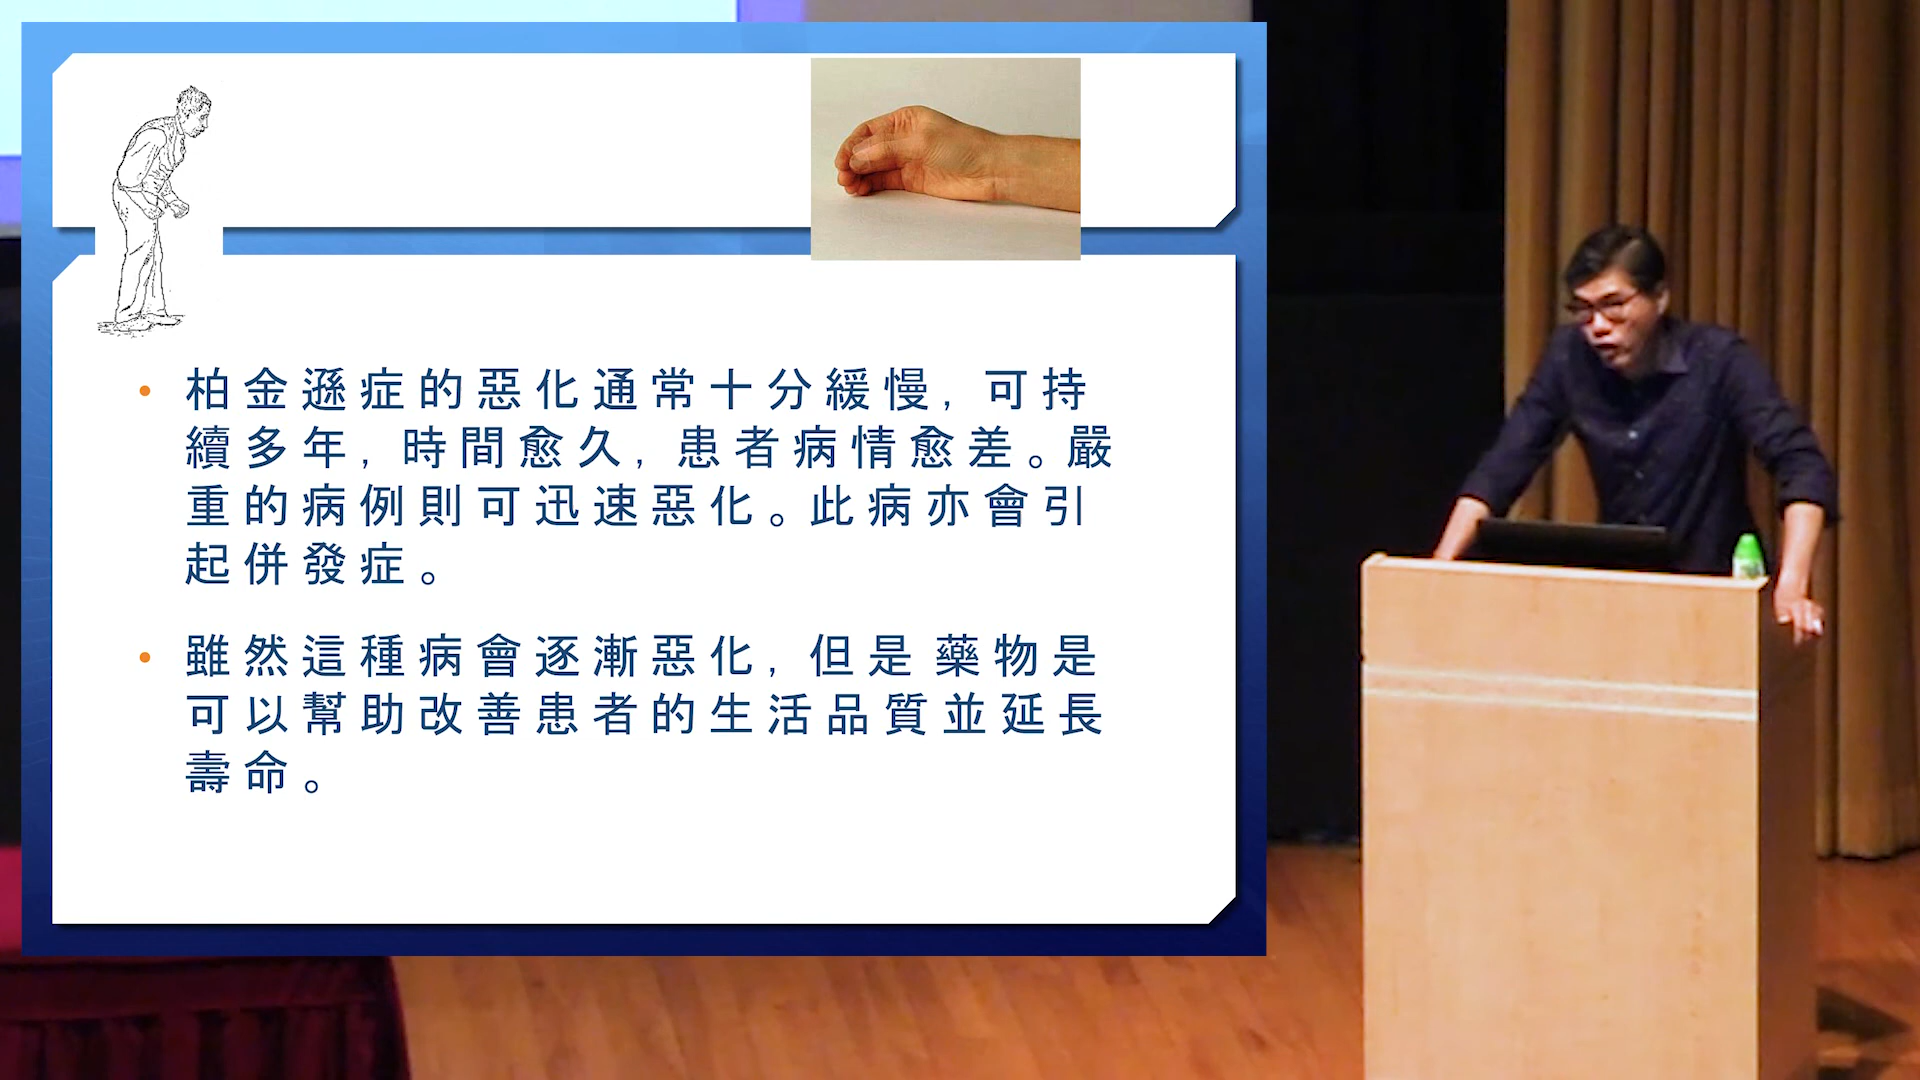 • 柏金遜症的惡化通常十分緩慢, 可持
續多年, 時間愈久, 患者病情愈差。嚴
重的病例則可迅速惡化。此病亦會引
起併發症。
• 雖然這種病會逐漸惡化, 但是 藥物是
可以幫助改善患者的生活品質並延長
壽命。